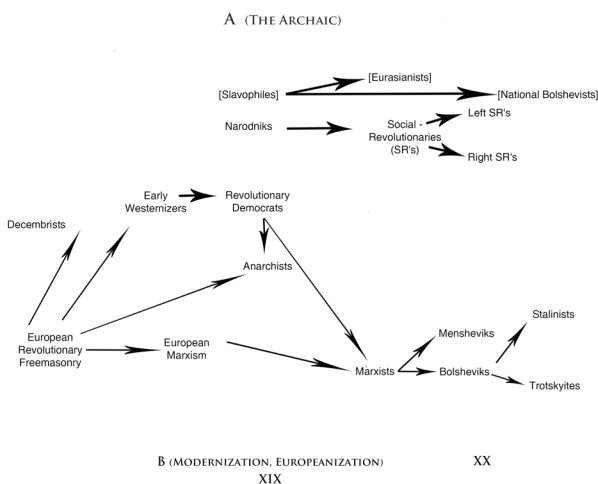 A (THE ARCHAIC)
[Eurasianists]
[Slavophiles]
[National Bolshevists]
Left SR's
Narodniks
Social -
Revolutionaries
(SR's)
Right SR's
Early
Westernizers
Revolutionary
Democrats
Decembrists
Anarchists
European
Revolutionary
Freemasonry
European
Marxism
Stalinists
Mensheviks
Marxists
Bolsheviks
Trotskyites
B (MODERNIZATION, EUROPEANIZATION)
XX
XIX